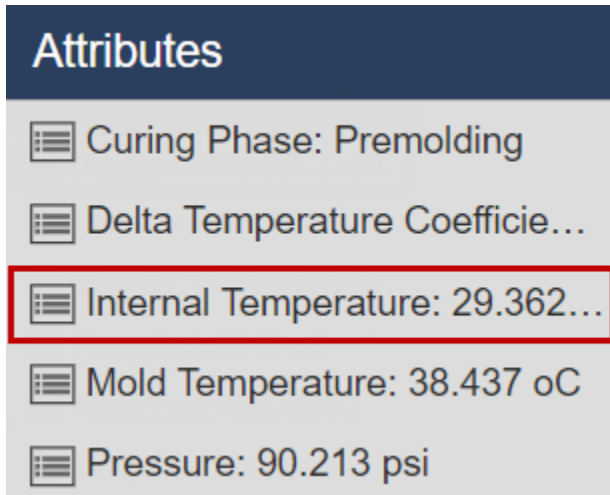 Attributes
Curing Phase: Premolding
Delta Temperature Coefficie...
Internal Temperature: 29.362...
Mold Temperature: 38.437 oC
Pressure: 90.213 psi